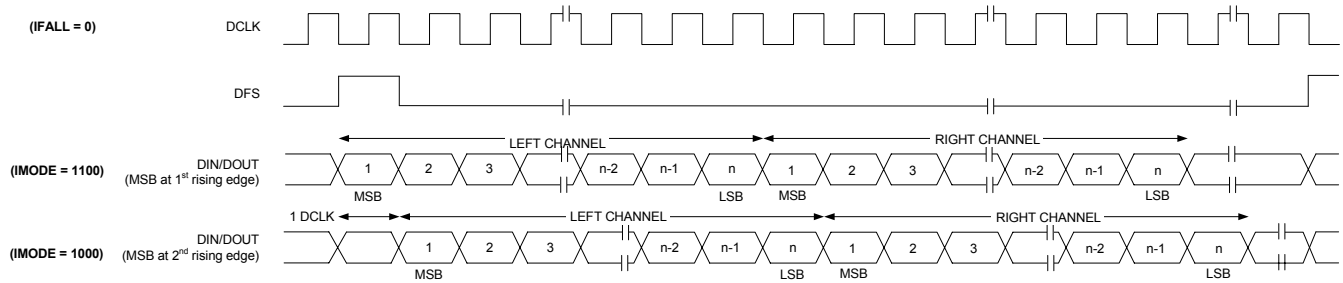 (IFALL = 0) DCLK
DFS
LEFT CHANNEL RIGHT CHANNEL
(IMODE = 1100) DIN/DOUT 1 2 3 n-2 n-1 n 1 2 3 n-2 n-1 n
(MSB at 1st rising edge)
MSB LSB MSB LSB
1 DCLK LEFT CHANNEL RIGHT CHANNEL
(IMODE = 1000) DIN/DOUT 1 2 3 n-2 n-1 n 1 2 3 n-2 n-1 n
(MSB at 2nd rising edge)
MSB LSB MSB LSB